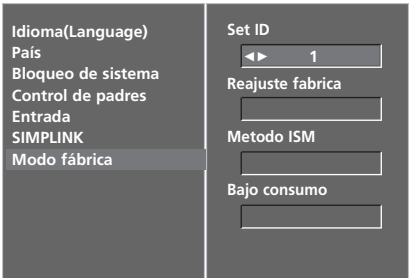 Idioma(Language)
País
Bloqueo de sistema
Control de padres
Entrada
SIMPLINK
Modo fábrica
Set ID
◄► 1
Reajuste fabrica
Metodo ISM
Bajo consumo